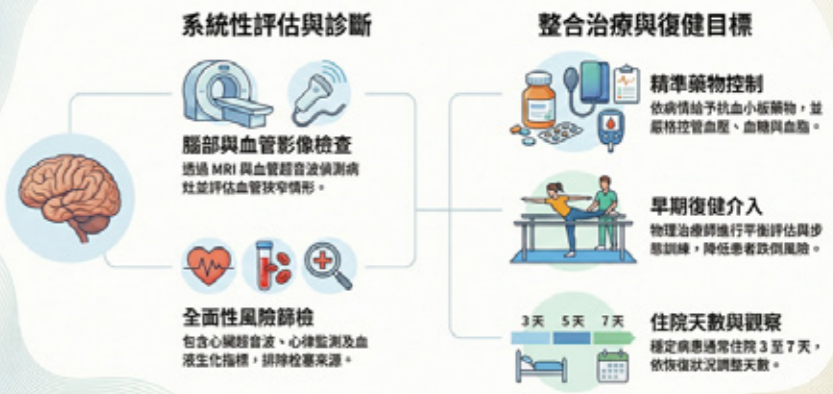 系統性評估與診斷
腦部與血管影像檢查
透過 MRI 與血管超音波偵測病
灶並評估血管狹窄情形。
全面性風險篩檢
包含心臟超音波、心律監測及血
液生化指標，排除栓塞來源。
整合治療與復健目標
精準藥物控制
依病情給予抗血小板藥物，並
嚴格控管血壓、血糖與血脂。
早期復健介入
物理治療師進行平衡評估與步
態訓練，降低患者跌倒風險。
3天 5天 7天
住院天數與觀察
穩定病患通常住院 3 至 7 天，
依恢復狀況調整天數。